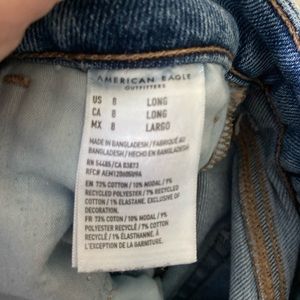 AMERICAN EAGLE
OUTFITTERS
US 8 LONG
CA 8 LONG
MX 8 LARGO
MADE IN BANGLADESH / FABRIQUÉ AU
BANGLADESH / HECHO EN BANGLADESH
RN 54485/CA 03873
RFC# AEM120605U9A
EN 73% COTTON / 10% MODAL / 9%
RECYCLED POLYESTER / 7% RECYCLED
COTTON / 1% ELASTANE. EXCLUSIVE
OF TRIMMING.
FR 73% COTON / 10% MODAL / 9%
POLYESTER RECYCLÉ / 7% COTON
RECYCLÉ / 1% ÉLASTHANNE. À
L'EXCEPTION DE LA GARNITURE.